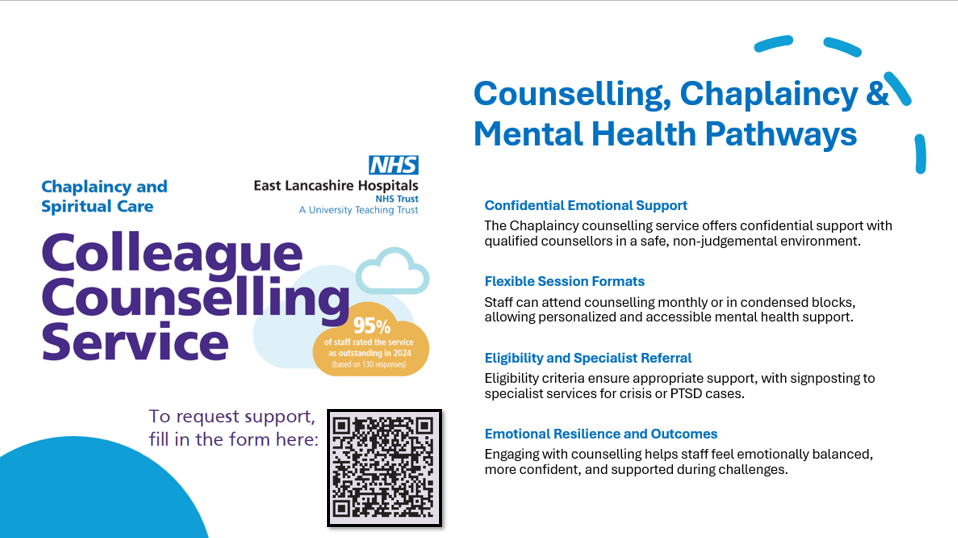 Counselling, Chaplaincy &
Mental Health Pathways
NHS
East Lancashire Hospitals
NHS Trust
A University Teaching Trust
Chaplaincy and
Spiritual Care
Colleague
Counselling
Service
95%
of staff rated the service
as outstanding in 2024
(based on 130 responses)
To request support,
fill in the form here:
Confidential Emotional Support
The Chaplaincy counselling service offers confidential support with
qualified counsellors in a safe, non-judgemental environment.
Flexible Session Formats
Staff can attend counselling monthly or in condensed blocks,
allowing personalized and accessible mental health support.
Eligibility and Specialist Referral
Eligibility criteria ensure appropriate support, with signposting to
specialist services for crisis or PTSD cases.
Emotional Resilience and Outcomes
Engaging with counselling helps staff feel emotionally balanced,
more confident, and supported during challenges.